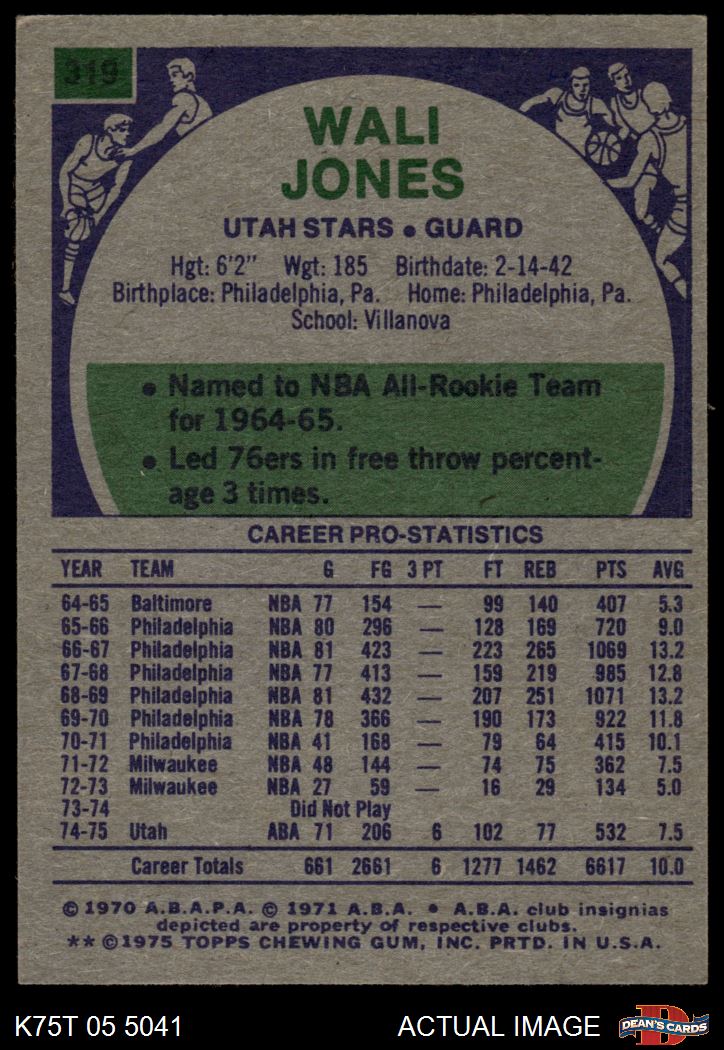 319
WALI
JONES
UTAH STARS • GUARD
Hgt: 6'2" Wgt: 185 Birthdate: 2-14-42
Birthplace: Philadelphia, Pa. Home: Philadelphia, Pa.
School: Villanova
• Named to NBA All-Rookie Team
for 1964-65.
• Led 76ers in free throw percent-
age 3 times.
CAREER PRO-STATISTICS
YEAR TEAM G FG 3 PT FT REB PTS AVG
64-65 Baltimore NBA 77 154 — 99 140 407 5.3
65-66 Philadelphia NBA 80 296 — 128 169 720 9.0
66-67 Philadelphia NBA 81 423 — 223 265 1069 13.2
67-68 Philadelphia NBA 77 413 — 159 219 985 12.8
68-69 Philadelphia NBA 81 432 — 207 251 1071 13.2
69-70 Philadelphia NBA 78 366 — 190 173 922 11.8
70-71 Philadelphia NBA 41 168 — 79 64 415 10.1
71-72 Milwaukee NBA 48 144 — 74 75 362 7.5
72-73 Milwaukee NBA 27 59 — 16 29 134 5.0
73-74 Did Not Play
74-75 Utah ABA 71 206 6 102 77 532 7.5
Career Totals 661 2661 6 1277 1462 6617 10.0
© 1970 A.B.A.P.A. © 1971 A.B.A. • A.B.A. club insignias
depicted are property of respective clubs.
** © 1975 TOPPS CHEWING GUM, INC. PRTD. IN U.S.A.
K75T 05 5041 ACTUAL IMAGE D DEAN'S CARDS